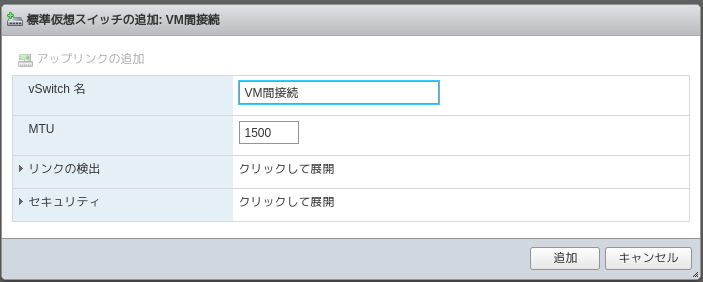 標準仮想スイッチの追加: VM間接続
アップリンクの追加
vSwitch 名 VM間接続
MTU 1500
リンクの検出 クリックして展開
セキュリティ クリックして展開
追加 キャンセル